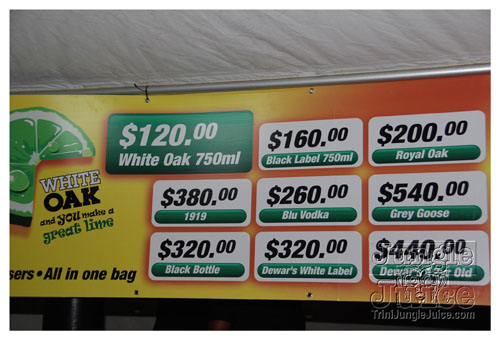 $120.00
White Oak 750ml
$160.00
Black Label 750ml
$200.00
Royal Oak
WHITE
OAK
and you make a
great lime
$380.00
1919
$260.00
Blu Vodka
$540.00
Grey Goose
$320.00
Black Bottle
$320.00
Dewar's White Label
$440.00
Old
sers • All in one bag
Jungle
Juice
TriniJungleJuice.com